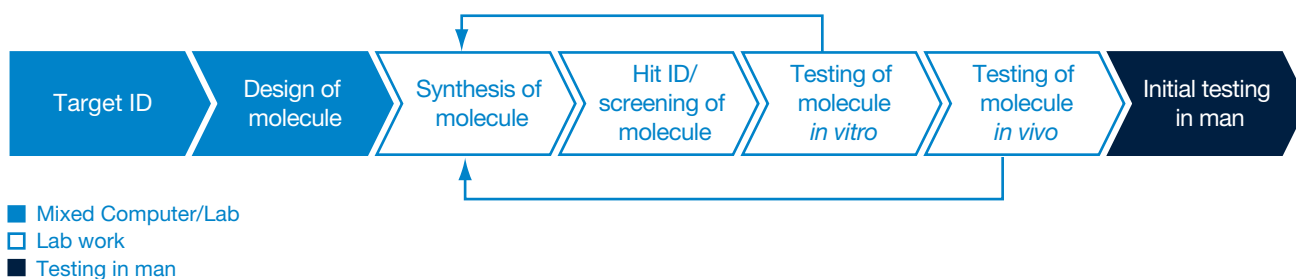 Target ID
Design of
molecule
Synthesis of
molecule
Hit ID/
screening of
molecule
Testing of
molecule
in vitro
Testing of
molecule
in vivo
Initial testing
in man
Mixed Computer/Lab
Lab work
Testing in man